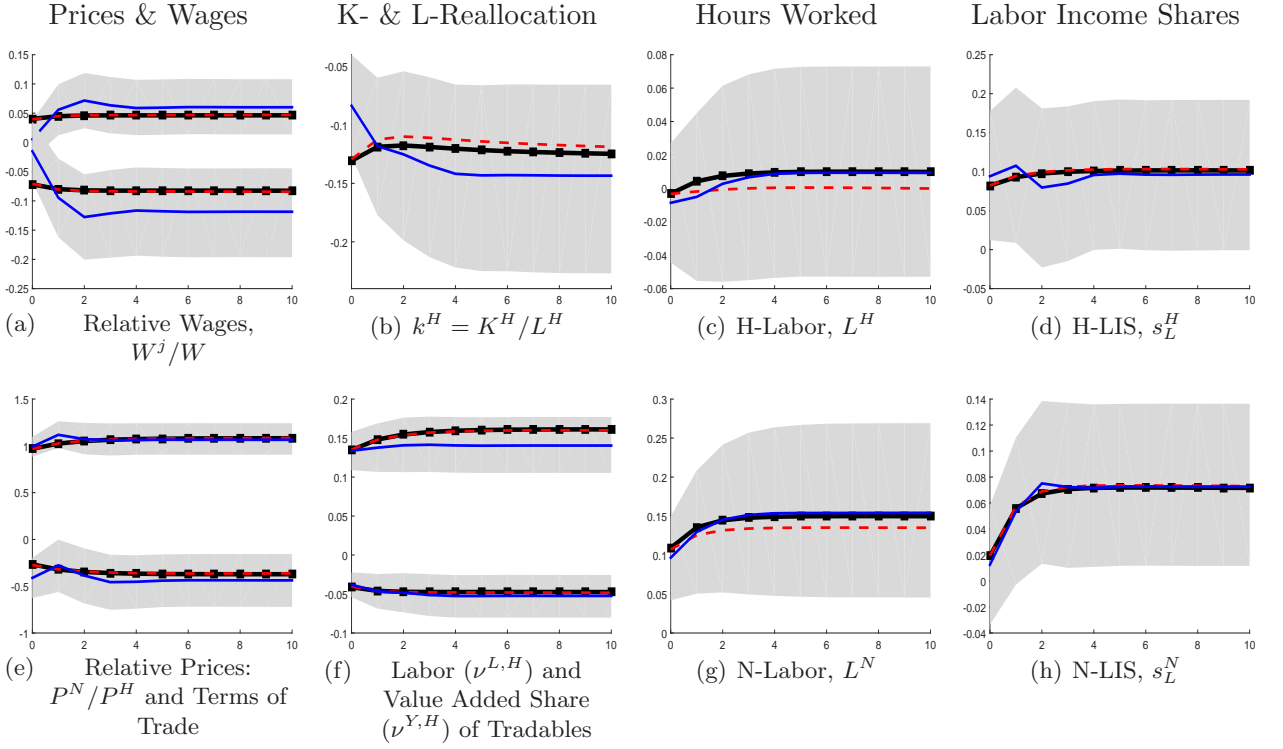 Prices & Wages
K- & L-Reallocation
Hours Worked
Labor Income Shares
0.15
0.1
0.05
0
-0.05
-0.1
-0.15
-0.2
-0.25
0 2 4 6 8 10
(a) Relative Wages,
W^j/W
-0.05
-0.1
-0.15
-0.2
0 2 4 6 8 10
(b) k^H = K^H/L^H
0.08
0.06
0.04
0.02
0
-0.02
-0.04
-0.06
0 2 4 6 8 10
(c) H-Labor, L^H
0.3
0.25
0.2
0.15
0.1
0.05
0
0.05
0 2 4 6 8 10
(d) H-LIS, s_L^H
1.5
1
1
0
-0.5
-1
0 2 4 6 8 10
(e) Relative Prices:
P^N/P^H and Terms of
Trade
0.2
0.15
0.1
0.05
0
-0.05
-0.1
0 2 4 6 8 10
(f) Labor (ν^{L,H}) and
Value Added Share
(ν^{Y,H}) of Tradables
0.3
0.25
0.2
0.15
0.1
0.05
0
0 2 4 6 8 10
(g) N-Labor, L^N
0.14
0.12
0.1
0.08
0.06
0.04
0.02
0
-0.02
-0.04
0 2 4 6 8 10
(h) N-LIS, s_L^N